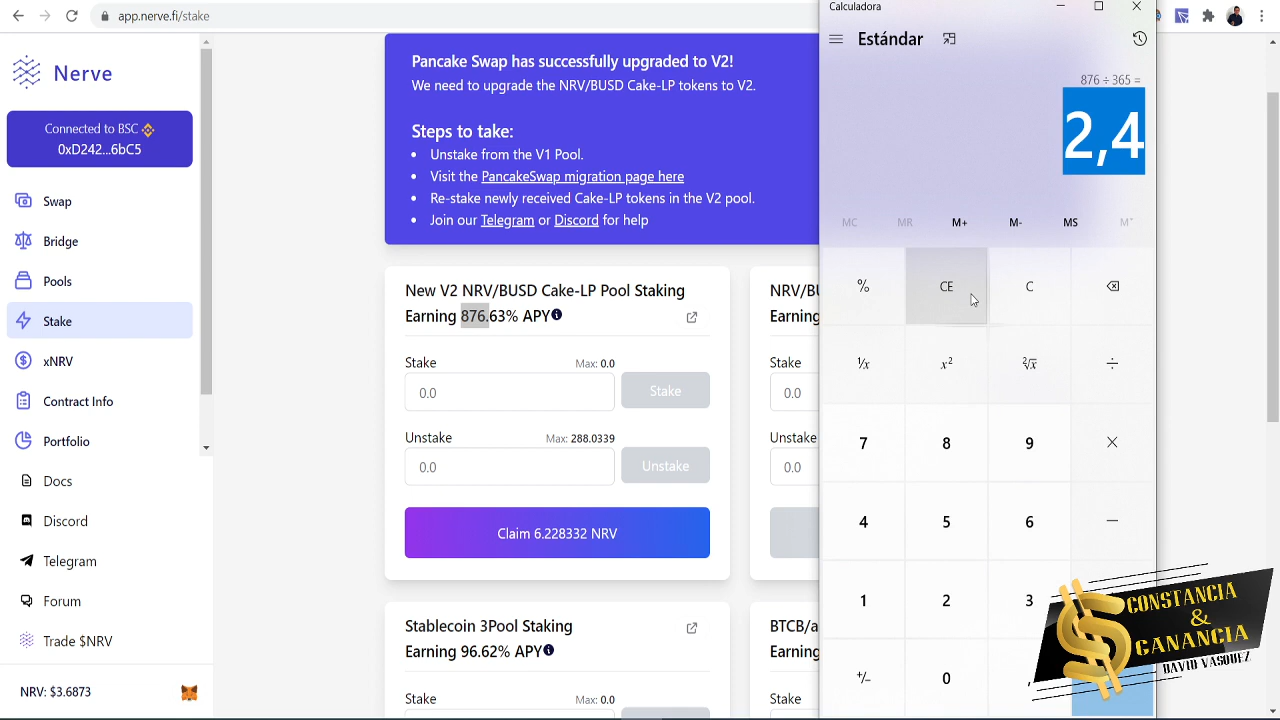 app.nerve.fi/stake
Nerve
Connected to BSC
0xD242...6bC5
Swap
Bridge
Pools
Stake
xNRV
Contract Info
Portfolio
Docs
Discord
Telegram
Forum
Trade $NRV
NRV: $3.6873
Pancake Swap has successfully upgraded to V2!
We need to upgrade the NRV/BUSD Cake-LP tokens to V2.
Steps to take:
• Unstake from the V1 Pool.
• Visit the PancakeSwap migration page here
• Re-stake newly received Cake-LP tokens in the V2 pool.
• Join our Telegram or Discord for help
New V2 NRV/BUSD Cake-LP Pool Staking
Earning 876.63% APY
Stake Max: 0.0
0.0 Stake
Unstake Max: 288.0339
0.0 Unstake
Claim 6.228332 NRV
Stablecoin 3Pool Staking
Earning 96.62% APY
Stake Max: 0.0
NRV/BU
Earning
Stake
0.0
Unstake
0.0
BTCB/a
Earning
Stake
Calculadora
Estándar
876 ÷ 365 =
2,4
MC MR M+ M- MS M˅
% CE C
¹/x x² ²√x ÷
7 8 9 ×
4 5 6 −
1 2 3
+/− 0 ,
CONSTANCIA
&
GANANCIA
DAVID VASQUEZ